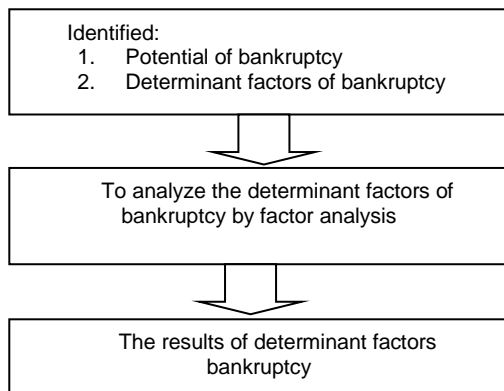 Identified:
1. Potential of bankruptcy
2. Determinant factors of bankruptcy
To analyze the determinant factors of
bankruptcy by factor analysis
The results of determinant factors
bankruptcy